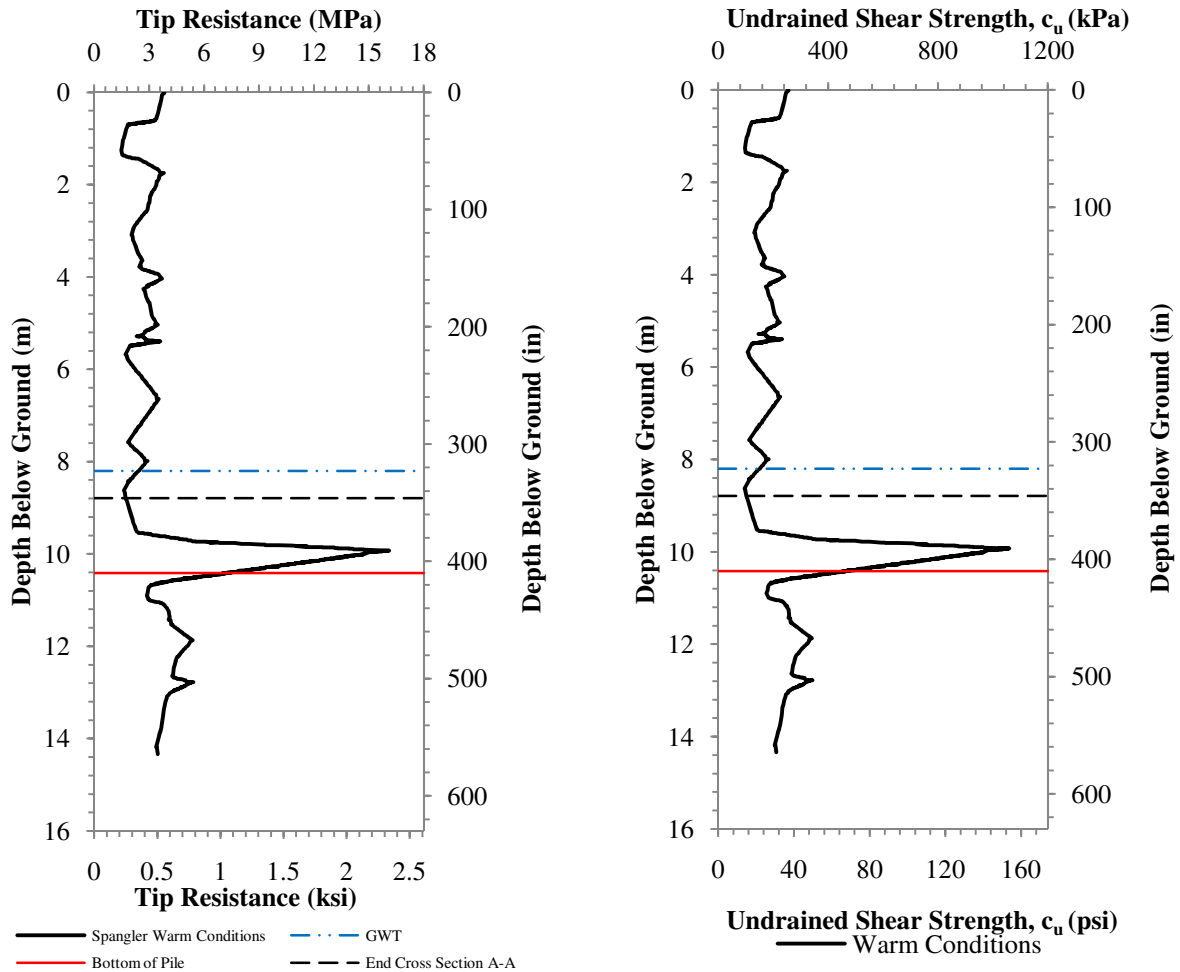 Tip Resistance (MPa)
0 3 6 9 12 15 18
0
2
4
6
8
10
12
14
16
Depth Below Ground (m)
0
100
200
300
400
500
600
Depth Below Ground (in)
0 0.5 1 1.5 2 2.5
Tip Resistance (ksi)
Spangler Warm Conditions
GWT
Bottom of Pile
End Cross Section A-A
Undrained Shear Strength, cu (kPa)
0 400 800 1200
0
2
4
6
8
10
12
14
16
Depth Below Ground (m)
0
100
200
300
400
500
600
Depth Below Ground (in)
0 40 80 120 160
Undrained Shear Strength, cu (psi)
Warm Conditions